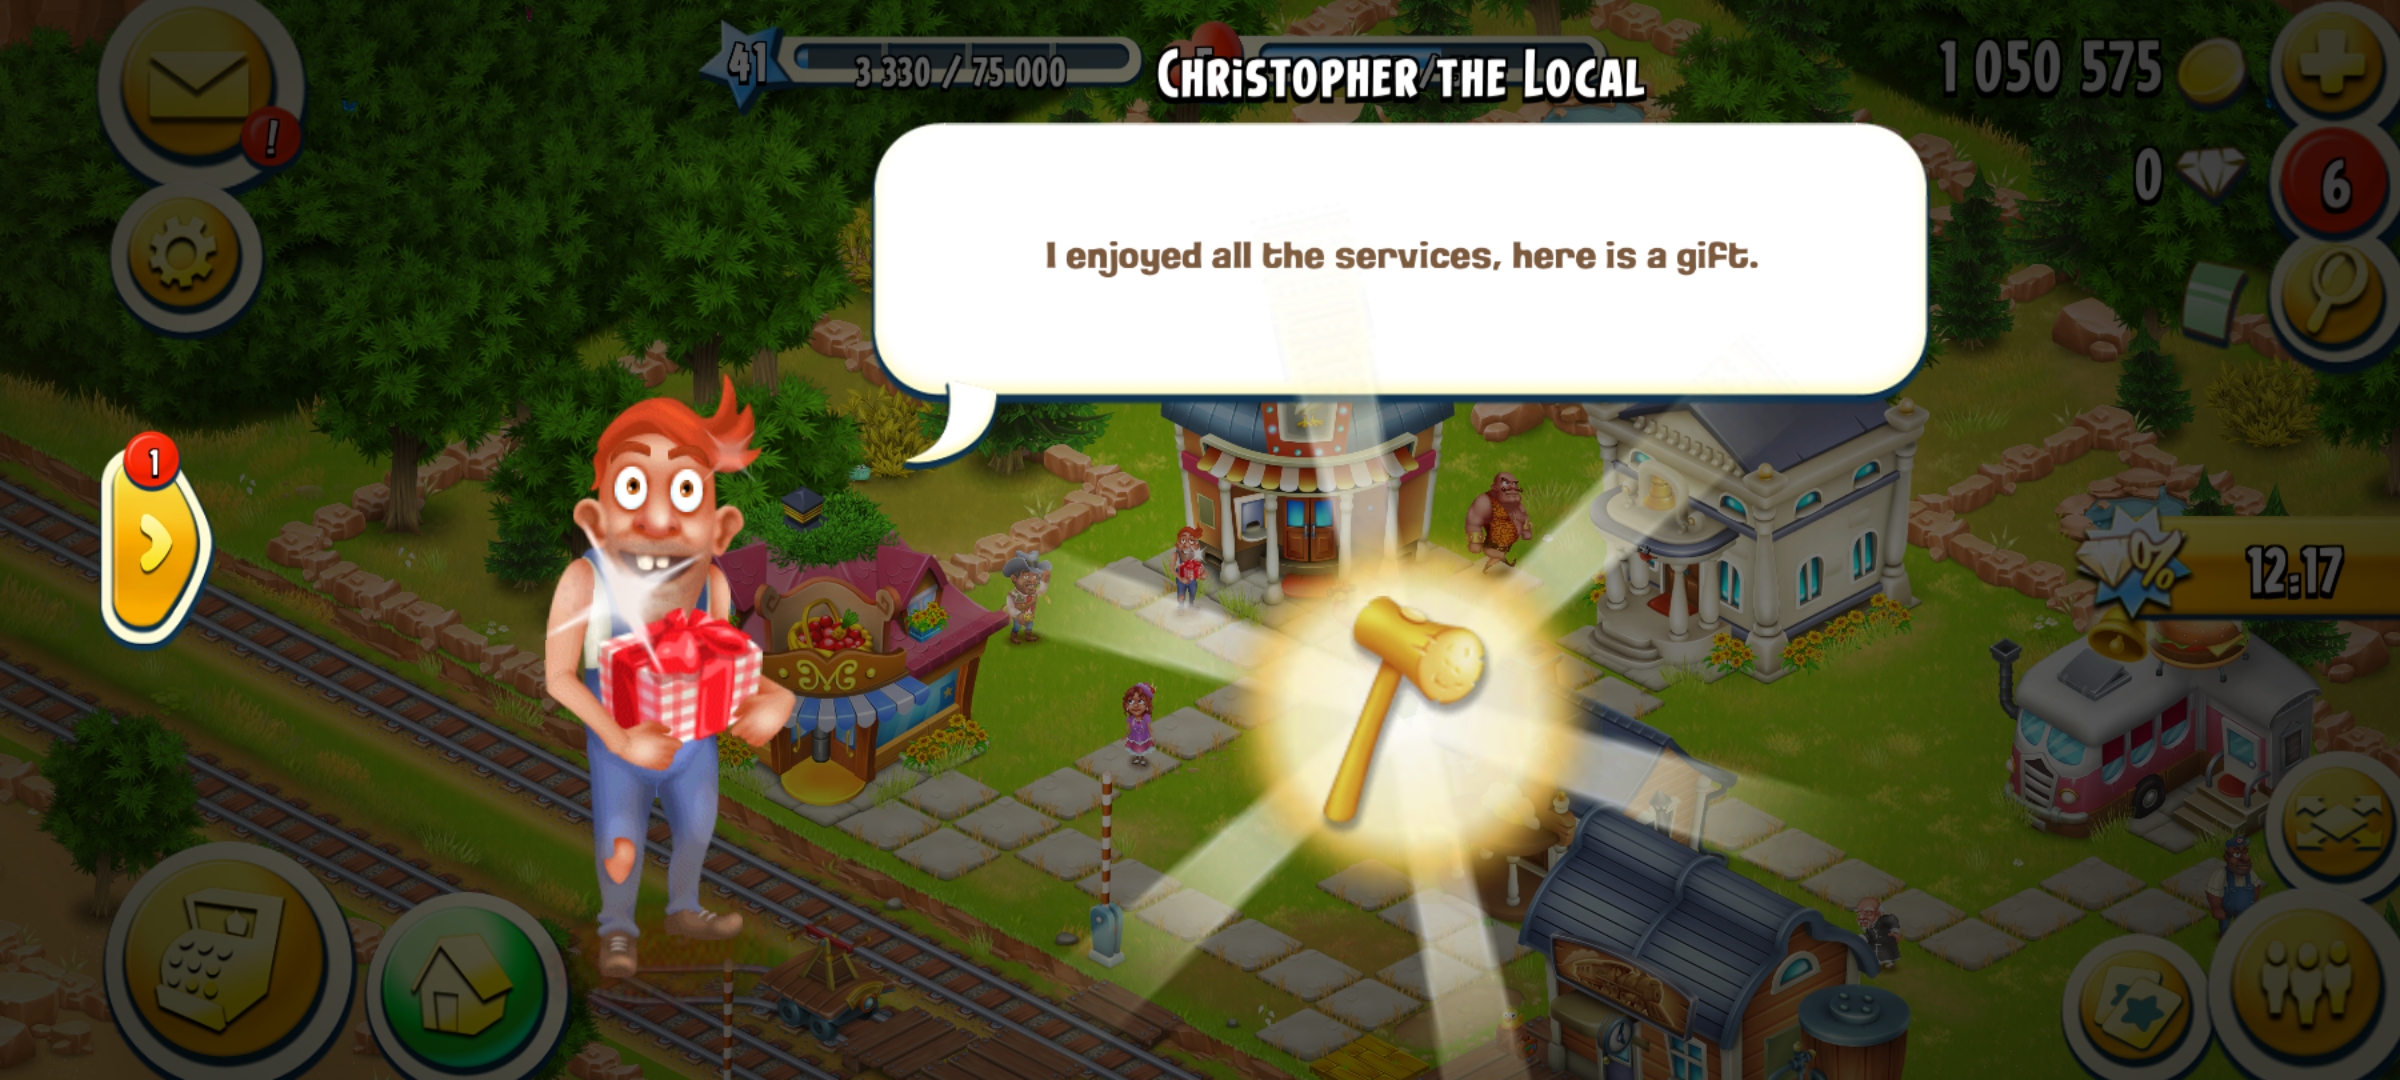 41
3 330 / 75 000
CHRiSTOPHER THE LOCAL
1 050 575
!
0
6
I enjoyed all the services, here is a gift.
1
0%
12:17